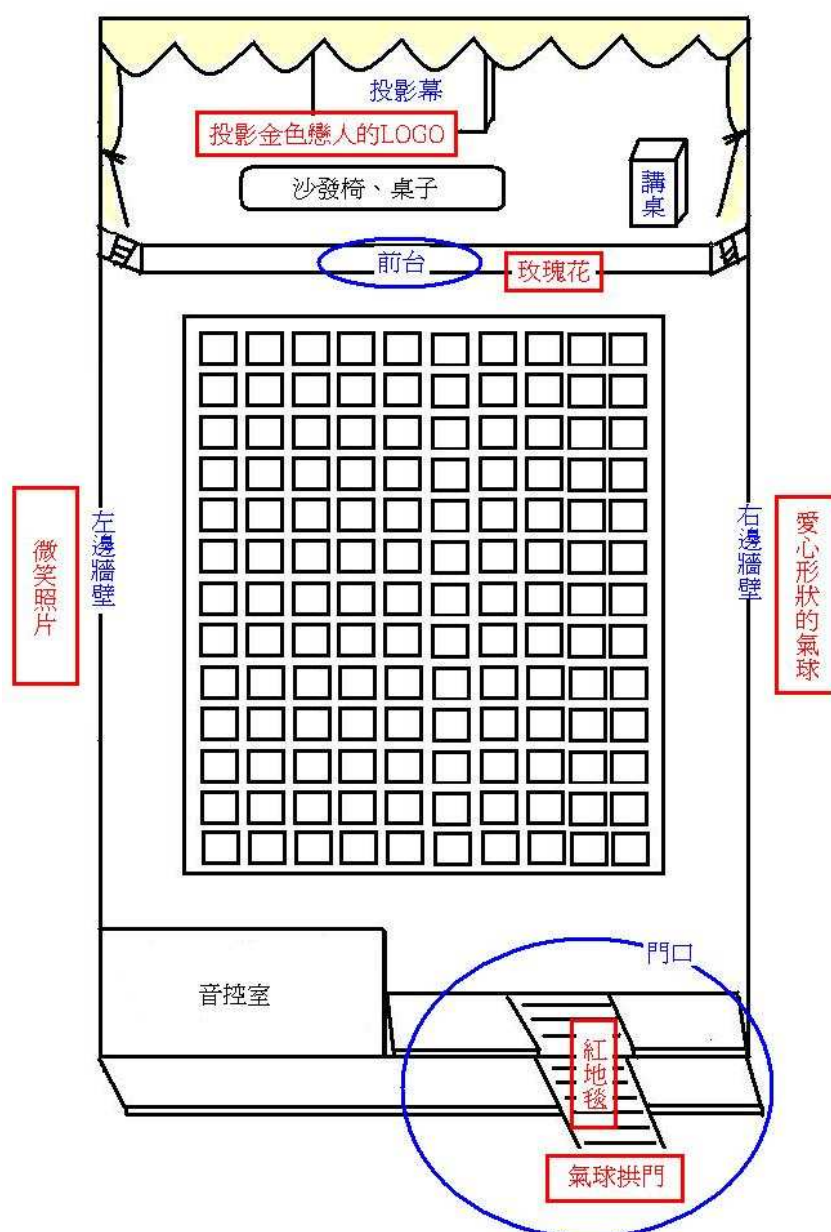 投影幕
投影金色戀人的LOGO
沙發椅、桌子
講桌
前台
玫瑰花
微笑照片
左邊牆壁
右邊牆壁
愛心形狀的氣球
門口
音控室
紅地毯
氣球拱門